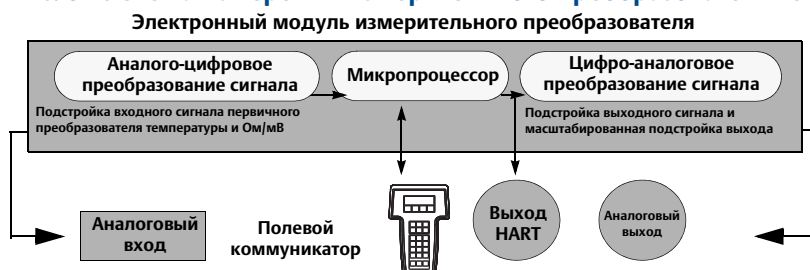 Электронный модуль измерительного преобразователя
Аналого-цифровое
преобразование сигнала
Микропроцессор
Цифро-аналоговое
преобразование сигнала
Подстройка входного сигнала первичного
преобразователя температуры и Ом/мВ
Подстройка выходного сигнала и
масштабированная подстройка выхода
Аналоговый
вход
Полевой
коммуникатор
Выход
HART
Аналоговый
выход